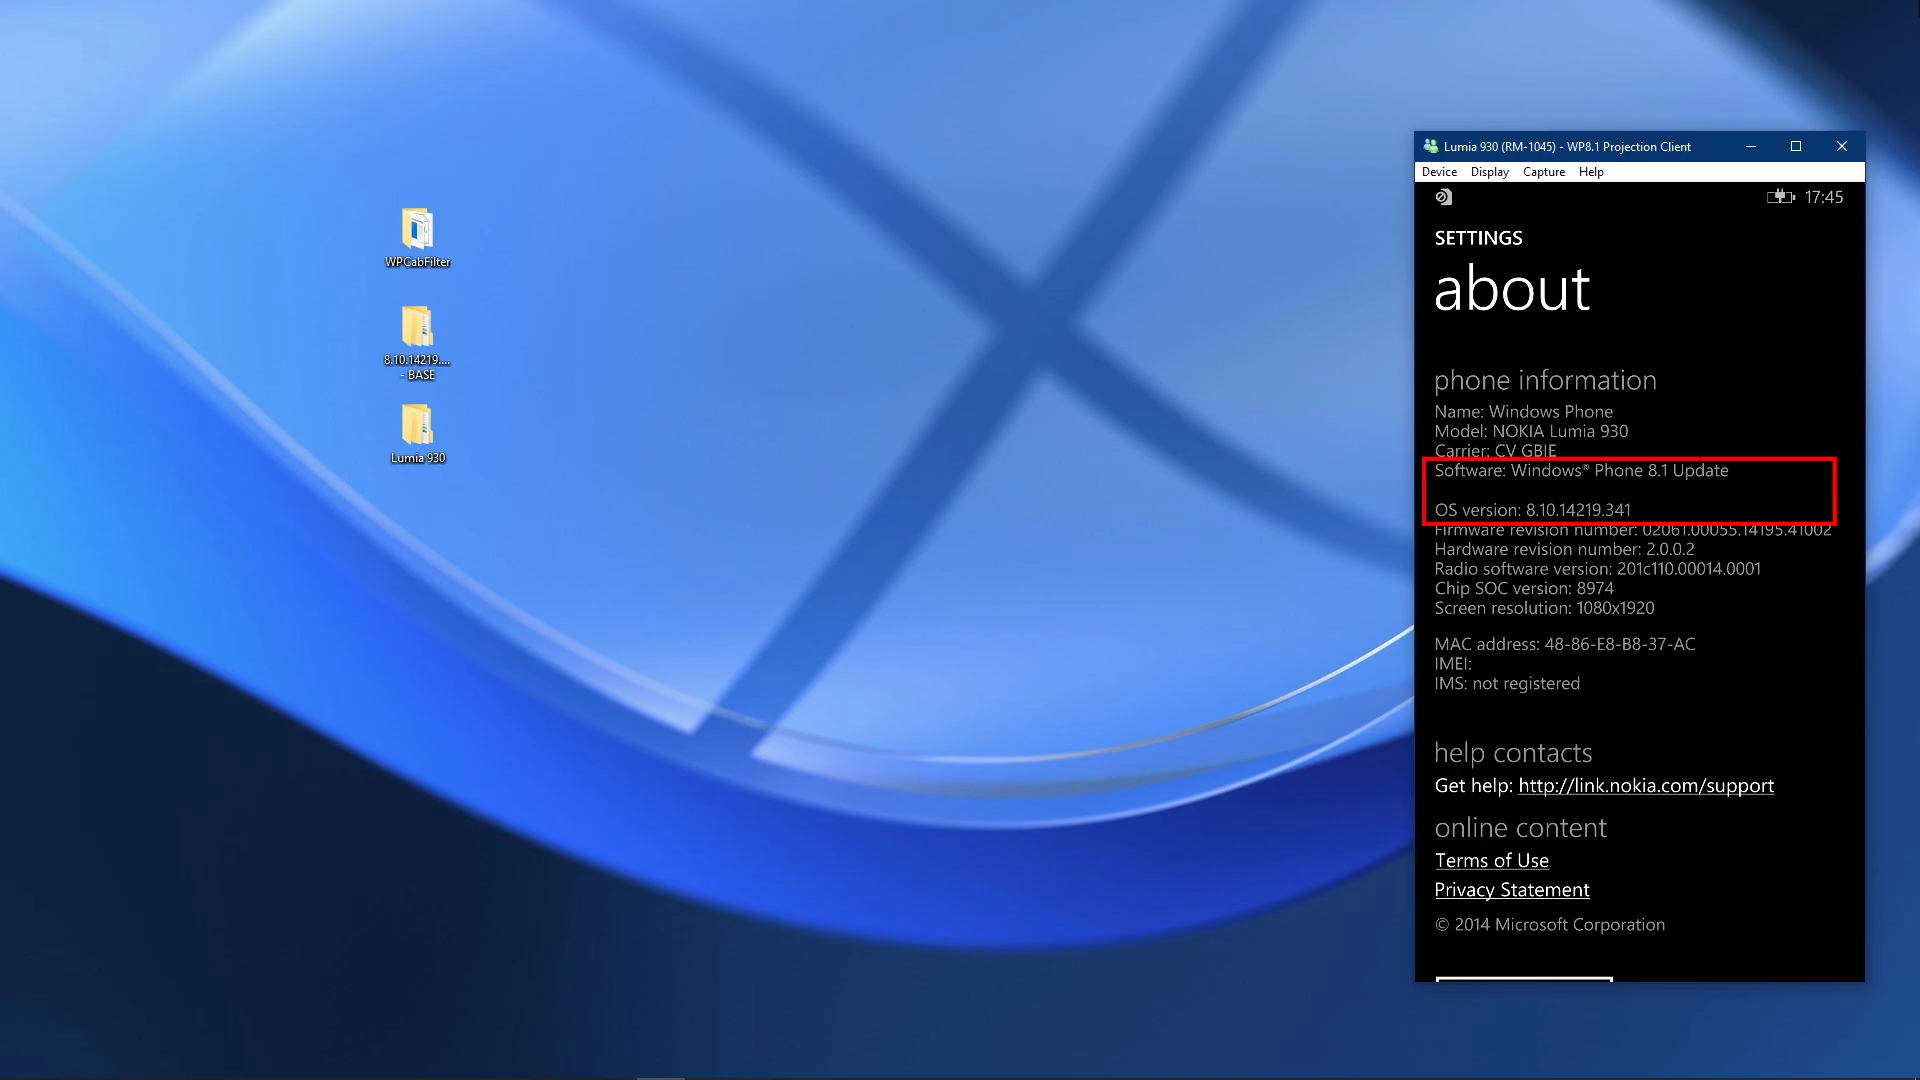 WPCabFilter
8.10.14219....
- BASE
Lumia 930
Lumia 930 (RM-1045) - WP8.1 Projection Client
Device Display Capture Help
17:45
SETTINGS
about
phone information
Name: Windows Phone
Model: NOKIA Lumia 930
Carrier: CV GBIE
Software: Windows® Phone 8.1 Update
OS version: 8.10.14219.341
Firmware revision number: 02061.00055.14195.41002
Hardware revision number: 2.0.0.2
Radio software version: 201c110.00014.0001
Chip SOC version: 8974
Screen resolution: 1080x1920
MAC address: 48-86-E8-B8-37-AC
IMEI:
IMS: not registered
help contacts
Get help: http://link.nokia.com/support
online content
Terms of Use
Privacy Statement
© 2014 Microsoft Corporation